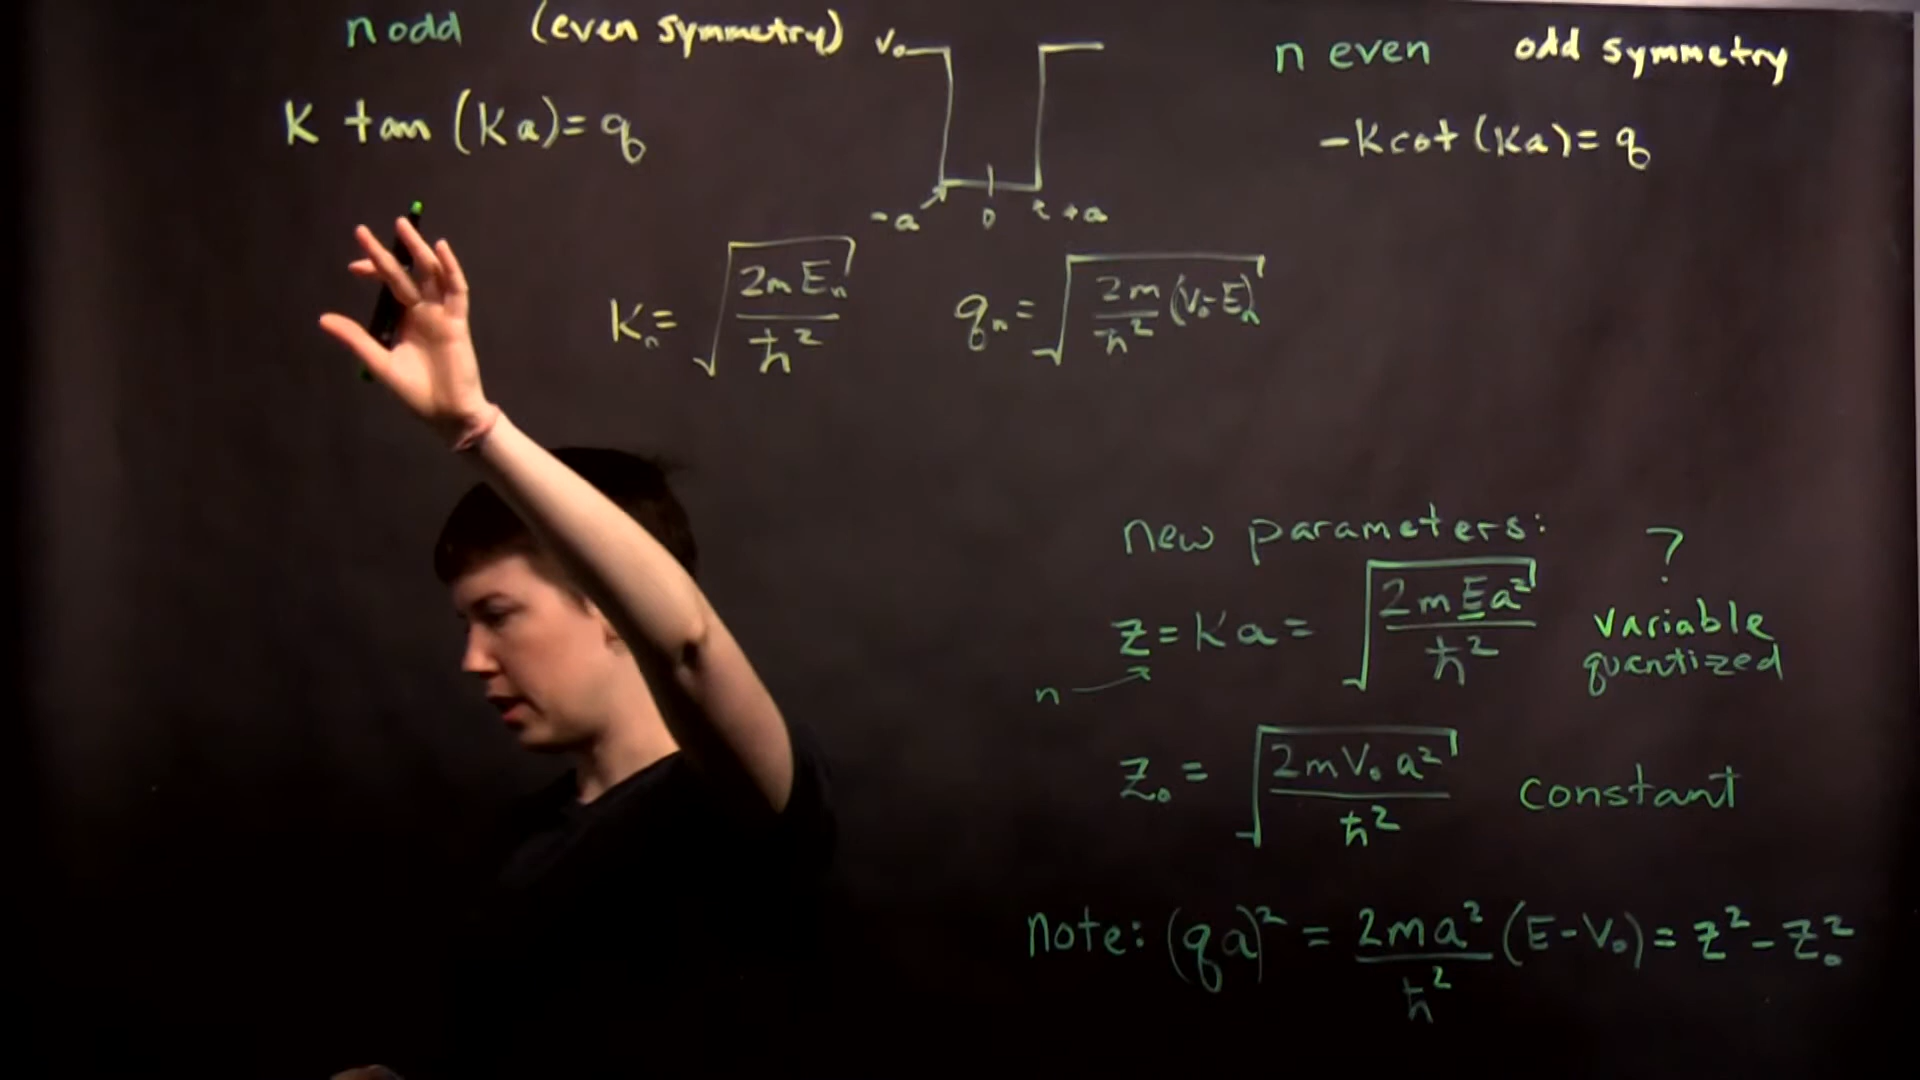 n odd (even symmetry)
K tan (Ka) = q
V₀
-a 0 +a
n even odd symmetry
-K cot (Ka) = q
Kₙ = √(2mEₙ/ħ²) qₙ = √(2m/ħ² (V₀-Eₙ))
new parameters: ?
z = Ka = √(2mEa²/ħ²) variable
quantized
n
z₀ = √(2mV₀a²/ħ²) constant
note: (qa)² = 2ma²/ħ² (E-V₀) = z² - z₀²